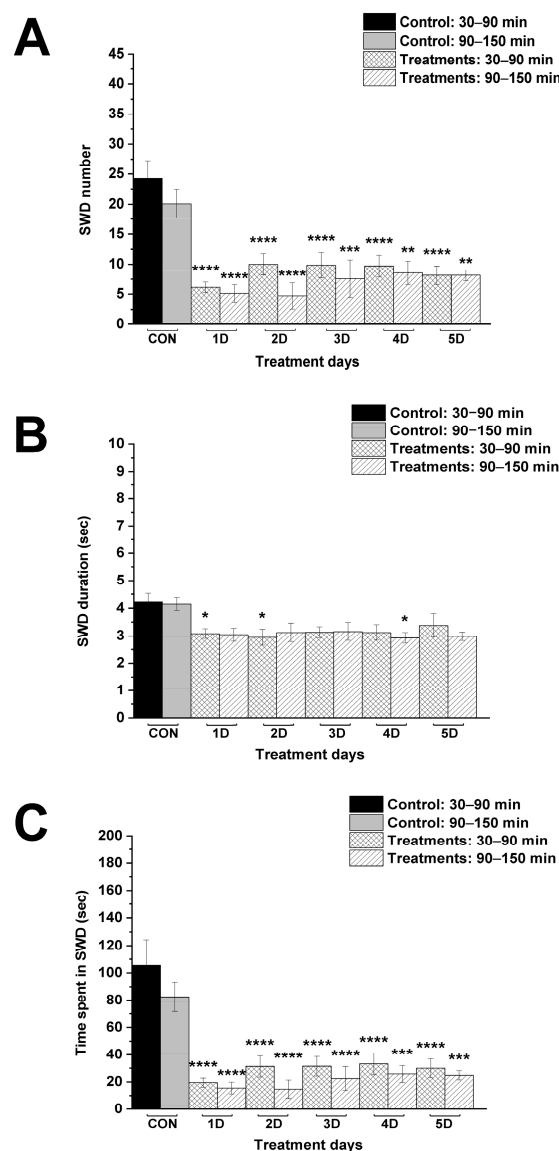 A
Control: 30–90 min
Control: 90–150 min
Treatments: 30–90 min
Treatments: 90–150 min
45
40
35
30
25
20
15
10
5
0
SWD number
**** **** **** **** **** *** **** ** **** **
CON 1D 2D 3D 4D 5D
Treatment days
B
Control: 30–90 min
Control: 90–150 min
Treatments: 30–90 min
Treatments: 90–150 min
10
9
8
7
6
5
4
3
2
1
0
SWD duration (sec)
* * *
CON 1D 2D 3D 4D 5D
Treatment days
C
Control: 30–90 min
Control: 90–150 min
Treatments: 30–90 min
Treatments: 90–150 min
200
180
160
140
120
100
80
60
40
20
0
Time spent in SWD (sec)
**** **** **** **** **** **** **** *** **** ***
CON 1D 2D 3D 4D 5D
Treatment days